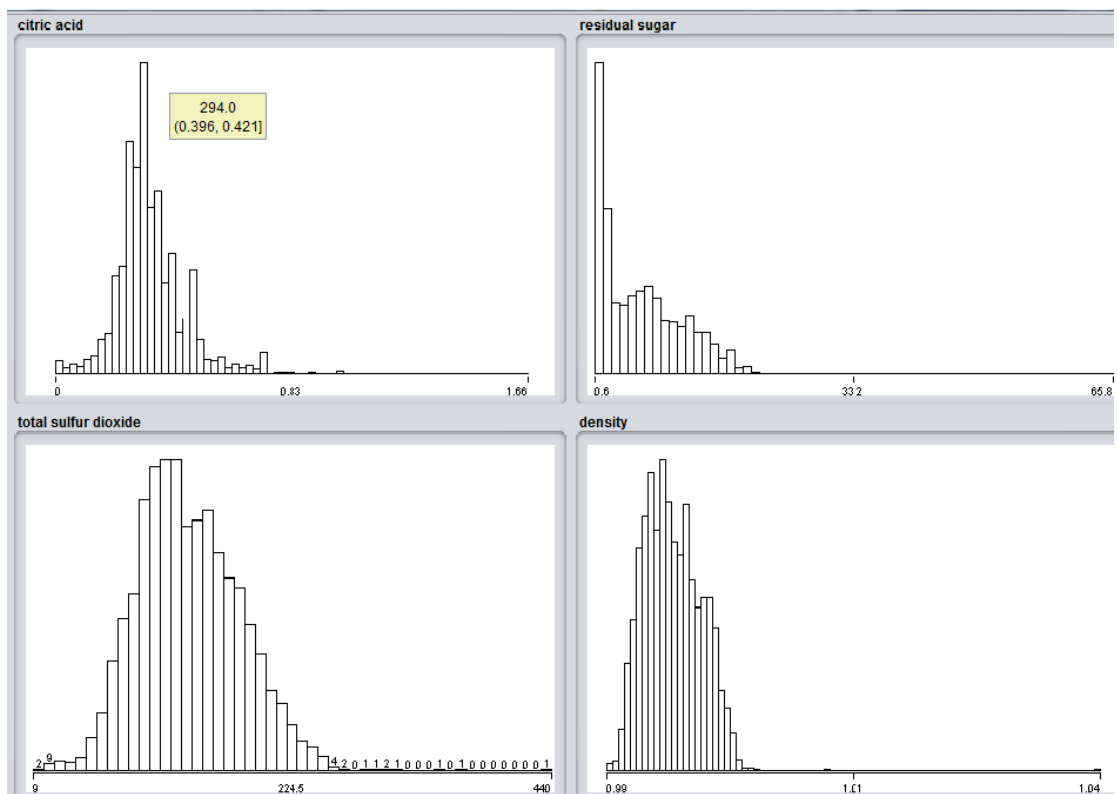 citric acid
294.0
(0.396, 0.421]
0 0.83 1.66
residual sugar
0.6 33.2 65.8
total sulfur dioxide
2 9 4 2 0 1 1 2 1 0 0 0 1 0 1 0 0 0 0 0 0 0 1
9 224.5 440
density
0.99 1.01 1.04